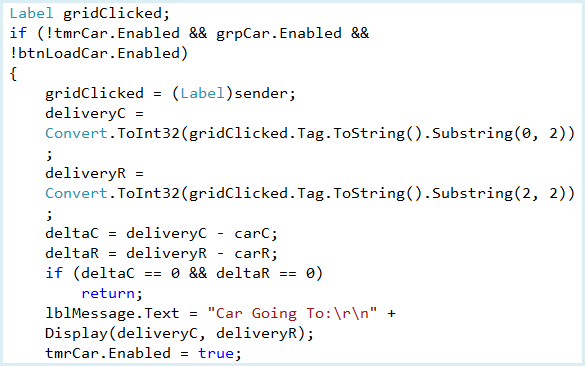 Label gridClicked;
if (!tmrCar.Enabled && grpCar.Enabled &&
!btnLoadCar.Enabled)
{
    gridClicked = (Label)sender;
    deliveryC =
    Convert.ToInt32(gridClicked.Tag.ToString().Substring(0, 2))
    ;
    deliveryR =
    Convert.ToInt32(gridClicked.Tag.ToString().Substring(2, 2))
    ;
    deltaC = deliveryC - carC;
    deltaR = deliveryR - carR;
    if (deltaC == 0 && deltaR == 0)
        return;
    lblMessage.Text = "Car Going To:\r\n" +
    Display(deliveryC, deliveryR);
    tmrCar.Enabled = true;